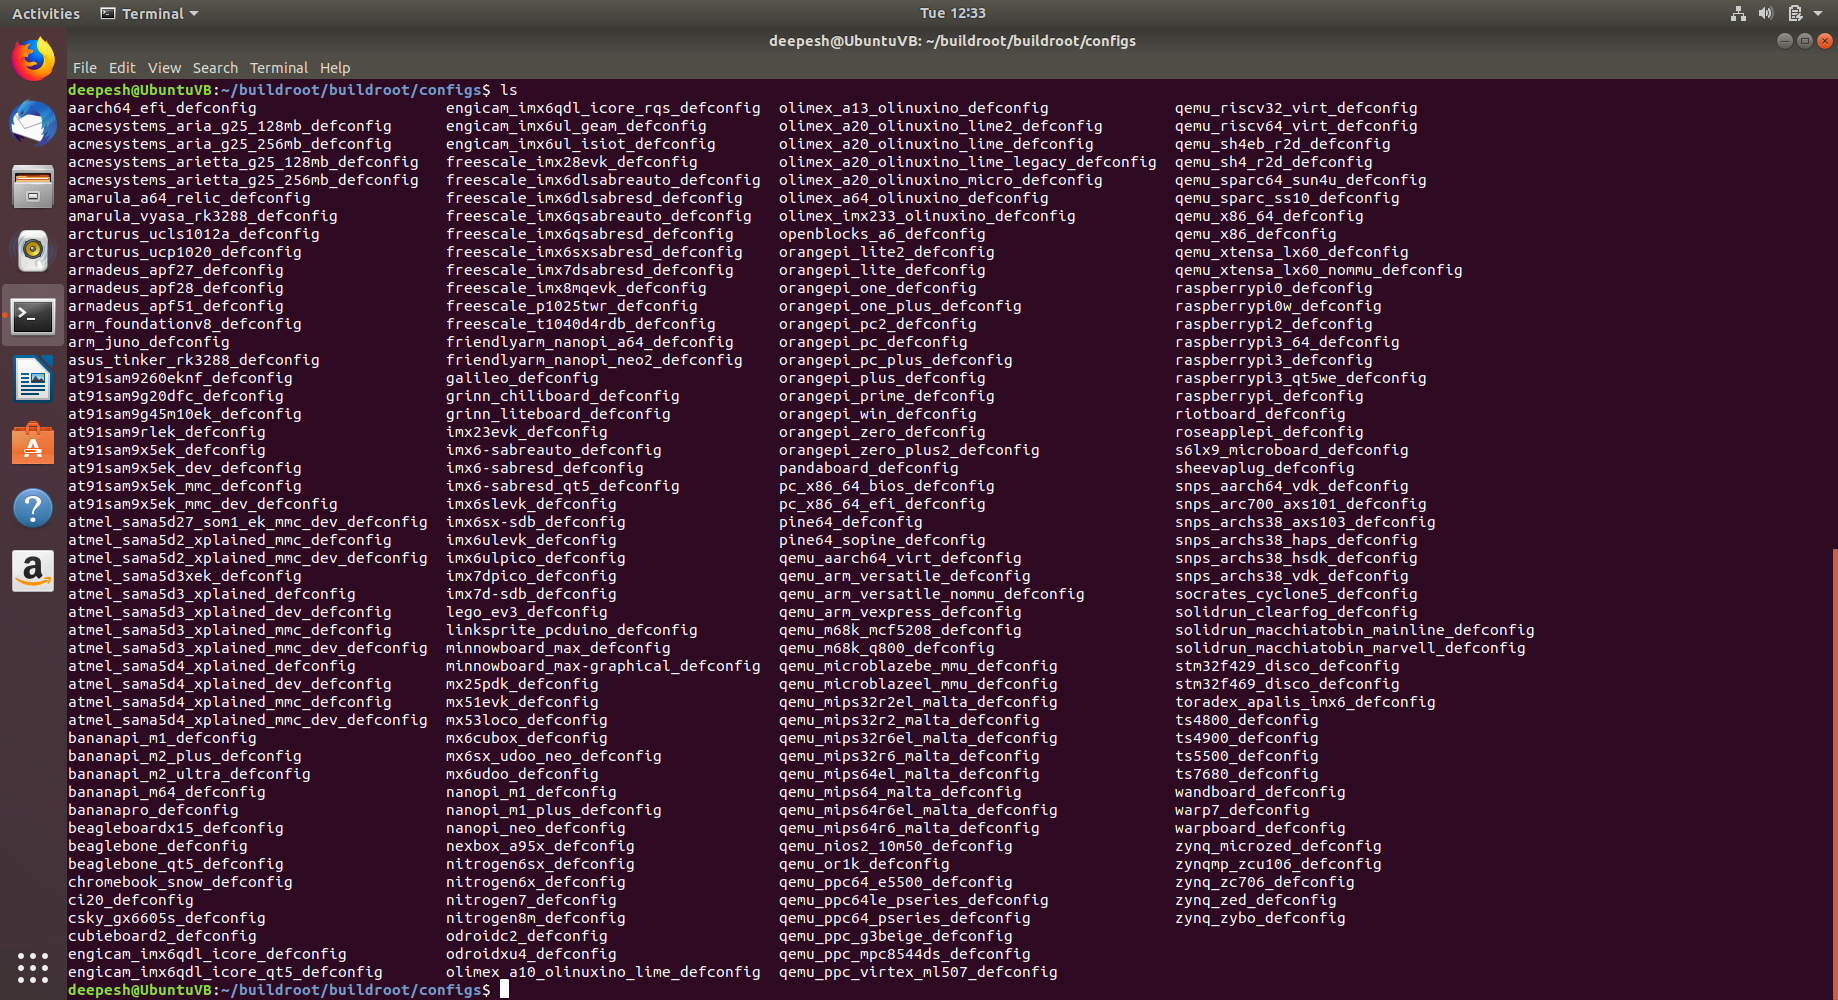 Activities Terminal Tue 12:33
deepesh@UbuntuVB: ~/buildroot/buildroot/configs
File Edit View Search Terminal Help
deepesh@UbuntuVB:~/buildroot/buildroot/configs$ ls
aarch64_efi_defconfig engicam_imx6qdl_icore_rqs_defconfig olimex_a13_olinuxino_defconfig qemu_riscv32_virt_defconfig
acmesystems_aria_g25_128mb_defconfig engicam_imx6ul_geam_defconfig olimex_a20_olinuxino_lime2_defconfig qemu_riscv64_virt_defconfig
acmesystems_aria_g25_256mb_defconfig engicam_imx6ul_isiot_defconfig olimex_a20_olinuxino_lime_defconfig qemu_sh4eb_r2d_defconfig
acmesystems_arietta_g25_128mb_defconfig freescale_imx28evk_defconfig olimex_a20_olinuxino_lime_legacy_defconfig qemu_sh4_r2d_defconfig
acmesystems_arietta_g25_256mb_defconfig freescale_imx6dlsabreauto_defconfig olimex_a20_olinuxino_micro_defconfig qemu_sparc64_sun4u_defconfig
amarula_a64_relic_defconfig freescale_imx6dlsabresd_defconfig olimex_a64_olinuxino_defconfig qemu_sparc_ss10_defconfig
amarula_vyasa_rk3288_defconfig freescale_imx6qsabreauto_defconfig olimex_imx233_olinuxino_defconfig qemu_x86_64_defconfig
arcturus_ucls1012a_defconfig freescale_imx6qsabresd_defconfig openblocks_a6_defconfig qemu_x86_defconfig
arcturus_ucp1020_defconfig freescale_imx6sxsabresd_defconfig orangepi_lite2_defconfig qemu_xtensa_lx60_defconfig
armadeus_apf27_defconfig freescale_imx7dsabresd_defconfig orangepi_lite_defconfig qemu_xtensa_lx60_nommu_defconfig
armadeus_apf28_defconfig freescale_imx8mqevk_defconfig orangepi_one_defconfig raspberrypi0_defconfig
armadeus_apf51_defconfig freescale_p1025twr_defconfig orangepi_one_plus_defconfig raspberrypi0w_defconfig
arm_foundationv8_defconfig freescale_t1040d4rdb_defconfig orangepi_pc2_defconfig raspberrypi2_defconfig
arm_juno_defconfig friendlyarm_nanopi_a64_defconfig orangepi_pc_defconfig raspberrypi3_64_defconfig
asus_tinker_rk3288_defconfig friendlyarm_nanopi_neo2_defconfig orangepi_pc_plus_defconfig raspberrypi3_defconfig
at91sam9260eknf_defconfig galileo_defconfig orangepi_plus_defconfig raspberrypi3_qt5we_defconfig
at91sam9g20dfc_defconfig grinn_chiliboard_defconfig orangepi_prime_defconfig raspberrypi_defconfig
at91sam9g45m10ek_defconfig grinn_liteboard_defconfig orangepi_win_defconfig riotboard_defconfig
at91sam9rlek_defconfig imx23evk_defconfig orangepi_zero_defconfig roseapplepi_defconfig
at91sam9x5ek_defconfig imx6-sabreauto_defconfig orangepi_zero_plus2_defconfig s6lx9_microboard_defconfig
at91sam9x5ek_dev_defconfig imx6-sabresd_defconfig pandaboard_defconfig sheevaplug_defconfig
at91sam9x5ek_mmc_defconfig imx6-sabresd_qt5_defconfig pc_x86_64_bios_defconfig snps_aarch64_vdk_defconfig
at91sam9x5ek_mmc_dev_defconfig imx6slevk_defconfig pc_x86_64_efi_defconfig snps_arc700_axs101_defconfig
atmel_sama5d27_som1_ek_mmc_dev_defconfig imx6sx-sdb_defconfig pine64_defconfig snps_archs38_axs103_defconfig
atmel_sama5d2_xplained_mmc_defconfig imx6ulevk_defconfig pine64_sopine_defconfig snps_archs38_haps_defconfig
atmel_sama5d2_xplained_mmc_dev_defconfig imx6ulpico_defconfig qemu_aarch64_virt_defconfig snps_archs38_hsdk_defconfig
atmel_sama5d3xek_defconfig imx7dpico_defconfig qemu_arm_versatile_defconfig snps_archs38_vdk_defconfig
atmel_sama5d3_xplained_defconfig imx7d-sdb_defconfig qemu_arm_versatile_nommu_defconfig socrates_cyclone5_defconfig
atmel_sama5d3_xplained_dev_defconfig lego_ev3_defconfig qemu_arm_vexpress_defconfig solidrun_clearfog_defconfig
atmel_sama5d3_xplained_mmc_defconfig linksprite_pcduino_defconfig qemu_m68k_mcf5208_defconfig solidrun_macchiatobin_mainline_defconfig
atmel_sama5d3_xplained_mmc_dev_defconfig minnowboard_max_defconfig qemu_m68k_q800_defconfig solidrun_macchiatobin_marvell_defconfig
atmel_sama5d4_xplained_defconfig minnowboard_max-graphical_defconfig qemu_microblazebe_mmu_defconfig stm32f429_disco_defconfig
atmel_sama5d4_xplained_dev_defconfig mx25pdk_defconfig qemu_microblazeel_mmu_defconfig stm32f469_disco_defconfig
atmel_sama5d4_xplained_mmc_defconfig mx51evk_defconfig qemu_mips32r2el_malta_defconfig toradex_apalis_imx6_defconfig
atmel_sama5d4_xplained_mmc_dev_defconfig mx53loco_defconfig qemu_mips32r2_malta_defconfig ts4800_defconfig
bananapi_m1_defconfig mx6cubox_defconfig qemu_mips32r6el_malta_defconfig ts4900_defconfig
bananapi_m2_plus_defconfig mx6sx_udoo_neo_defconfig qemu_mips32r6_malta_defconfig ts5500_defconfig
bananapi_m2_ultra_defconfig mx6udoo_defconfig qemu_mips64el_malta_defconfig ts7680_defconfig
bananapi_m64_defconfig nanopi_m1_defconfig qemu_mips64_malta_defconfig wandboard_defconfig
bananapro_defconfig nanopi_m1_plus_defconfig qemu_mips64r6el_malta_defconfig warp7_defconfig
beagleboardx15_defconfig nanopi_neo_defconfig qemu_mips64r6_malta_defconfig warpboard_defconfig
beaglebone_defconfig nexbox_a95x_defconfig qemu_nios2_10m50_defconfig zynq_microzed_defconfig
beaglebone_qt5_defconfig nitrogen6sx_defconfig qemu_or1k_defconfig zynqmp_zcu106_defconfig
chromebook_snow_defconfig nitrogen6x_defconfig qemu_ppc64_e5500_defconfig zynq_zc706_defconfig
ci20_defconfig nitrogen7_defconfig qemu_ppc64le_pseries_defconfig zynq_zed_defconfig
csky_gx6605s_defconfig nitrogen8m_defconfig qemu_ppc64_pseries_defconfig zynq_zybo_defconfig
cubieboard2_defconfig odroidc2_defconfig qemu_ppc_g3beige_defconfig
engicam_imx6qdl_icore_defconfig odroidxu4_defconfig qemu_ppc_mpc8544ds_defconfig
engicam_imx6qdl_icore_qt5_defconfig olimex_a10_olinuxino_lime_defconfig qemu_ppc_virtex_ml507_defconfig
deepesh@UbuntuVB:~/buildroot/buildroot/configs$